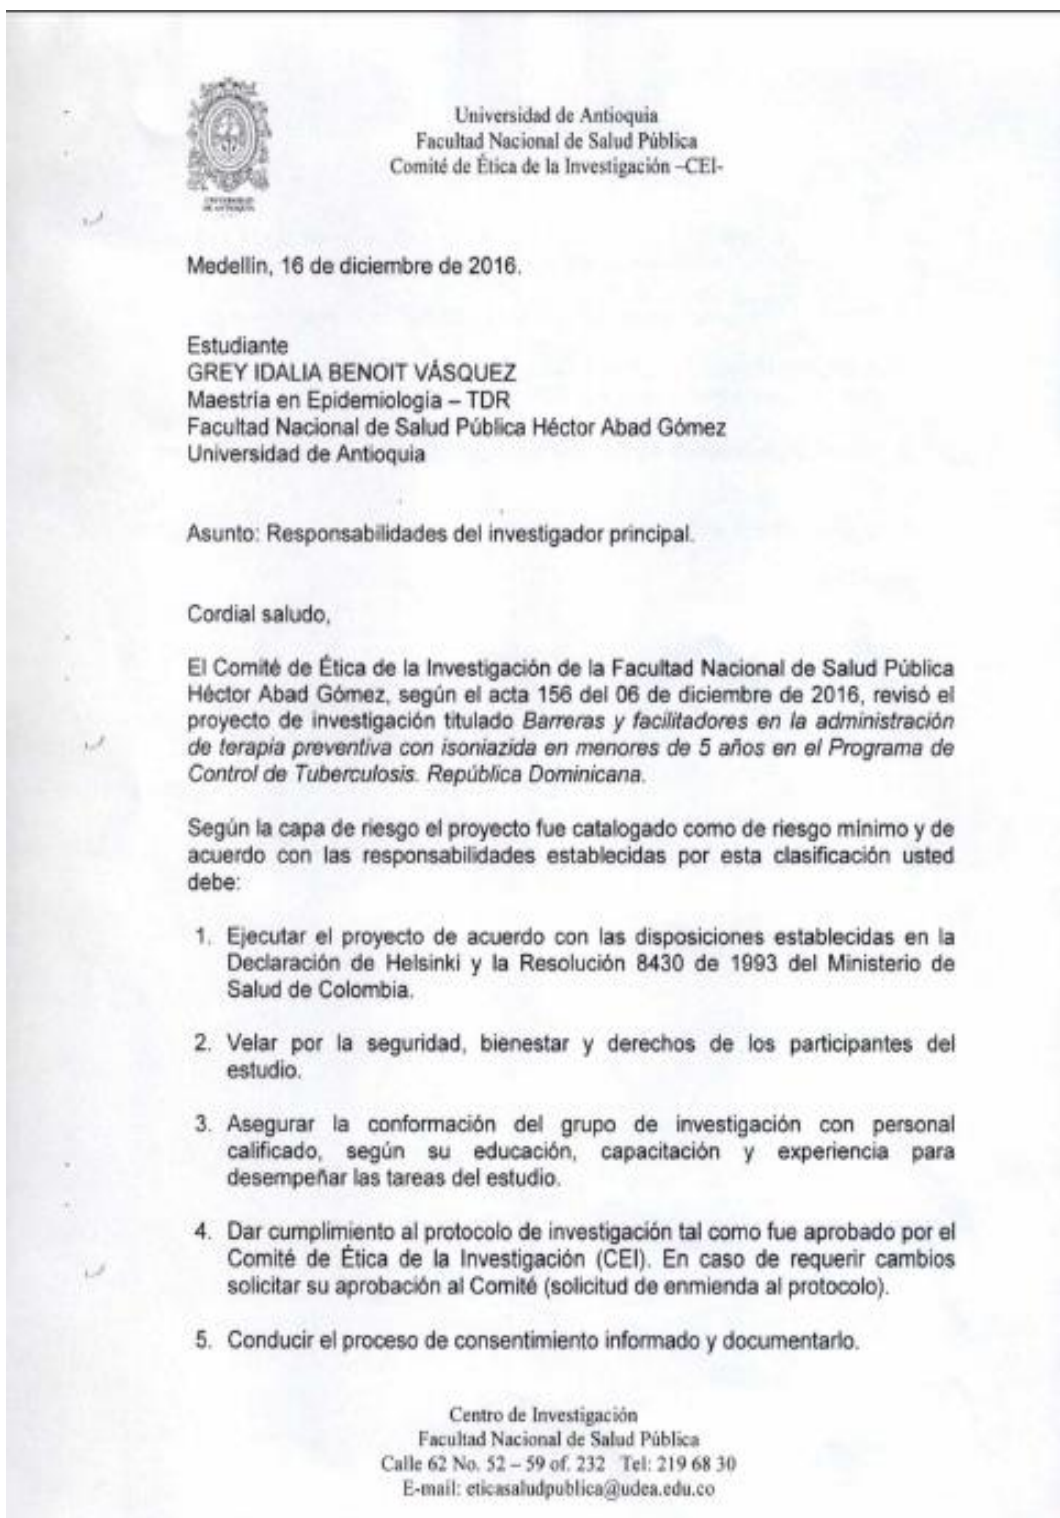 UNIVERSIDAD
DE ANTIOQUIA
Universidad de Antioquia
Facultad Nacional de Salud Pública
Comité de Ética de la Investigación –CEI-
Medellín, 16 de diciembre de 2016.
Estudiante
GREY IDALIA BENOIT VÁSQUEZ
Maestría en Epidemiología – TDR
Facultad Nacional de Salud Pública Héctor Abad Gómez
Universidad de Antioquia
Asunto: Responsabilidades del investigador principal.
Cordial saludo,
El Comité de Ética de la Investigación de la Facultad Nacional de Salud Pública
Héctor Abad Gómez, según el acta 156 del 06 de diciembre de 2016, revisó el
proyecto de investigación titulado Barreras y facilitadores en la administración
de terapia preventiva con isoniazida en menores de 5 años en el Programa de
Control de Tuberculosis. República Dominicana.
Según la capa de riesgo el proyecto fue catalogado como de riesgo mínimo y de
acuerdo con las responsabilidades establecidas por esta clasificación usted
debe:
1. Ejecutar el proyecto de acuerdo con las disposiciones establecidas en la
Declaración de Helsinki y la Resolución 8430 de 1993 del Ministerio de
Salud de Colombia.
2. Velar por la seguridad, bienestar y derechos de los participantes del
estudio.
3. Asegurar la conformación del grupo de investigación con personal
calificado, según su educación, capacitación y experiencia para
desempeñar las tareas del estudio.
4. Dar cumplimiento al protocolo de investigación tal como fue aprobado por el
Comité de Ética de la Investigación (CEI). En caso de requerir cambios
solicitar su aprobación al Comité (solicitud de enmienda al protocolo).
5. Conducir el proceso de consentimiento informado y documentarlo.
Centro de Investigación
Facultad Nacional de Salud Pública
Calle 62 No. 52 – 59 of. 232 Tel: 219 68 30
E-mail: eticasaludpublica@udea.edu.co